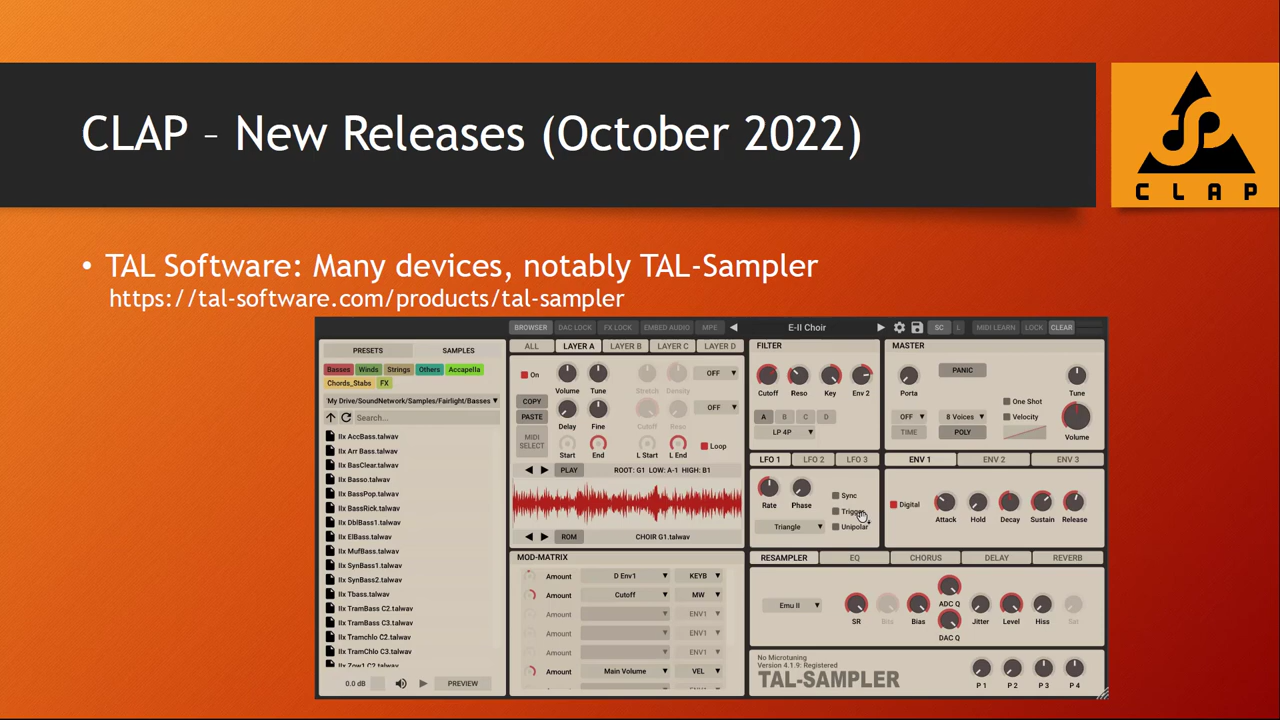 CLAP – New Releases (October 2022)
CLAP
• TAL Software: Many devices, notably TAL-Sampler
https://tal-software.com/products/tal-sampler
BROWSER DAC LOCK FX LOCK EMBED AUDIO MPE E-II Choir SC L MIDI LEARN LOCK CLEAR
PRESETS SAMPLES
Basses Winds Strings Others Accapella
Chords_Stabs FX
My Drive/SoundNetwork/Samples/Fairlight/Basses
Search...
IIx AccBass.talwav
IIx Arr Bass.talwav
IIx BasClear.talwav
IIx Basso.talwav
IIx BassPop.talwav
IIx BassRick.talwav
IIx DblBass1.talwav
IIx ElBass.talwav
IIx MufBass.talwav
IIx SynBass1.talwav
IIx SynBass2.talwav
IIx Tbass.talwav
IIx TramBass C2.talwav
IIx TramBass C3.talwav
IIx Tramchlo C2.talwav
IIx TramChlo C3.talwav
IIx Zow1 C2.talwav
0.0 dB PREVIEW
ALL LAYER A LAYER B LAYER C LAYER D
On Volume Tune Stretch Density OFF
COPY
PASTE
MIDI
SELECT
Delay Fine Cutoff Res OFF
Start End L Start L End Loop
PLAY ROOT: G1 LOW: A-1 HIGH: B1
ROM CHOIR G1.talwav
MOD-MATRIX
Amount D Env1 KEYB
Amount Cutoff MW
Amount ENV1
Amount ENV1
Amount ENV1
Amount Main Volume VEL
FILTER
Cutoff Reso Key Env 2
A B C D
LP 4P
MASTER
PANIC
Porta One Shot Tune
OFF 8 Voices Velocity
TIME POLY Volume
LFO 1 LFO 2 LFO 3
Rate Phase Sync
Trigger
Triangle Unipolar
ENV 1 ENV 2 ENV 3
Digital Attack Hold Decay Sustain Release
RESAMPLER EQ CHORUS DELAY REVERB
Emu II SR Bits Bias ADC Q Jitter Level Hiss Sat
DAC Q
No Microtuning
Version 4.1.9: Registered
TAL-SAMPLER
P 1 P 2 P 3 P 4